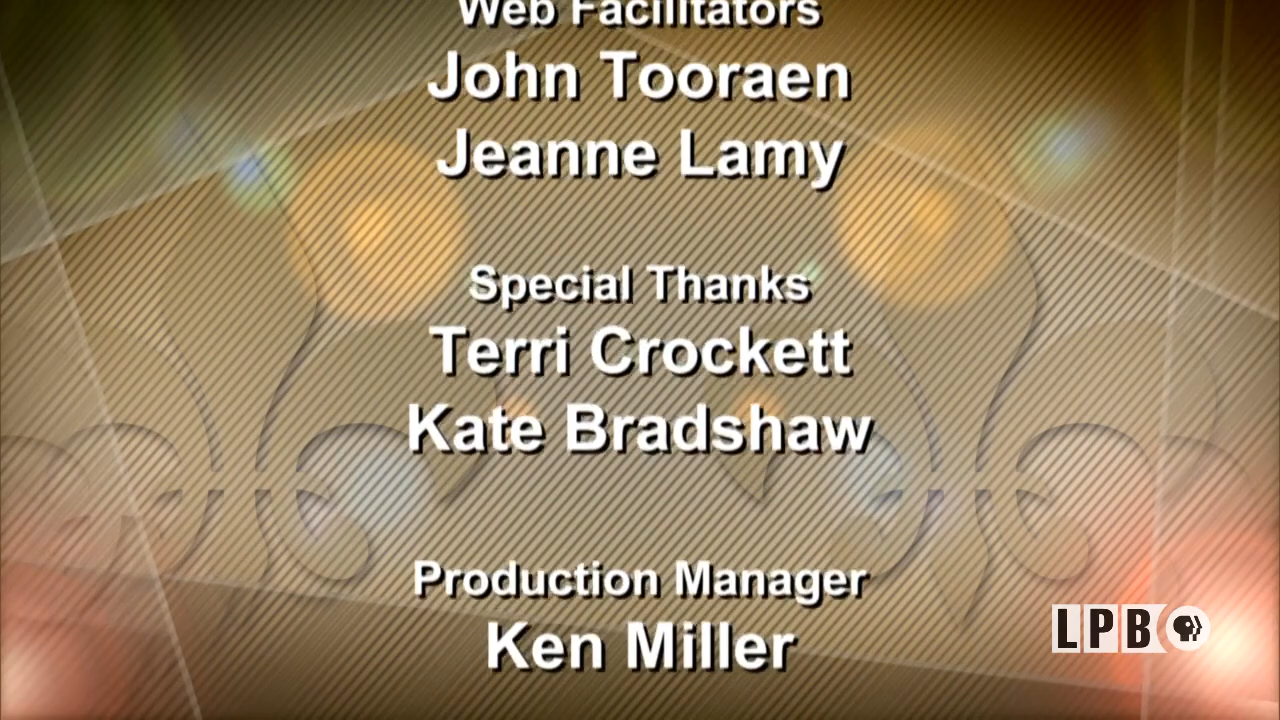 Web Facilitators
John Tooraen
Jeanne Lamy
Special Thanks
Terri Crockett
Kate Bradshaw
Production Manager
Ken Miller
LPB